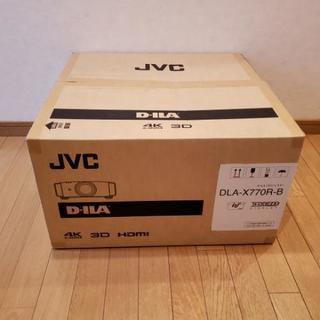 JVC
D-ILA
4K 3D
JVC
D-ILA
4K 3D HDMI
DLA-X770R-B